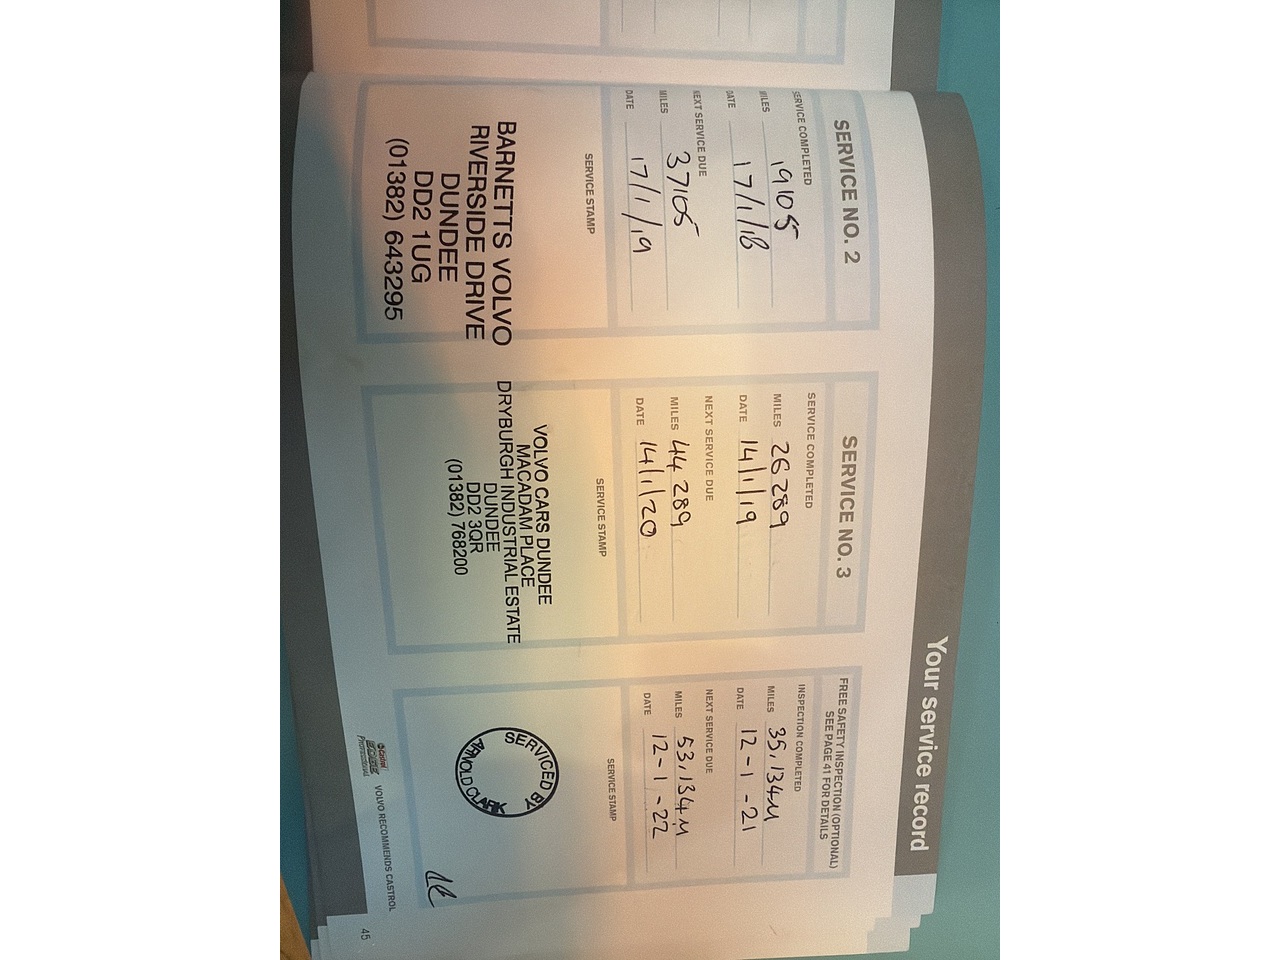 Your service record
SERVICE NO. 2
SERVICE COMPLETED
MILES 19105
DATE 17/1/18
NEXT SERVICE DUE
MILES 37105
DATE 17/1/19
SERVICE STAMP
BARNETTS VOLVO
RIVERSIDE DRIVE
DUNDEE
DD2 1UG
(01382) 643295
SERVICE NO. 3
SERVICE COMPLETED
MILES 26289
DATE 14/1/19
NEXT SERVICE DUE
MILES 44289
DATE 14/1/20
SERVICE STAMP
VOLVO CARS DUNDEE
MACADAM PLACE
DRYBURGH INDUSTRIAL ESTATE
DUNDEE
DD2 3QR
(01382) 768200
FREE SAFETY INSPECTION (OPTIONAL)
SEE PAGE 41 FOR DETAILS
INSPECTION COMPLETED
MILES 35,134M
DATE 12-1-21
NEXT SERVICE DUE
MILES 53,134M
DATE 12-1-22
SERVICE STAMP
SERVICED BY
ARNOLD CLARK
Castrol
EDGE
Professional
VOLVO RECOMMENDS CASTROL
45